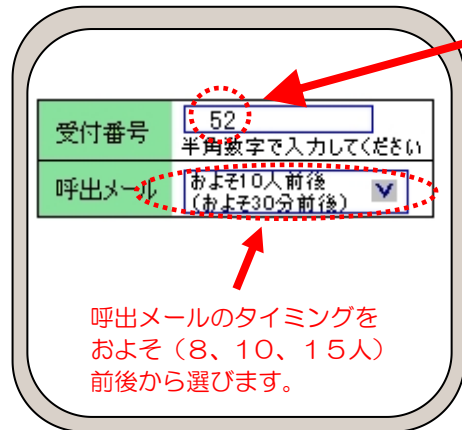 受付番号
52
半角数字で入力してください
呼出メール
およそ10人前後
(およそ30分前後)
呼出メールのタイミングを
およそ（８、１０、１５人）
前後から選びます。